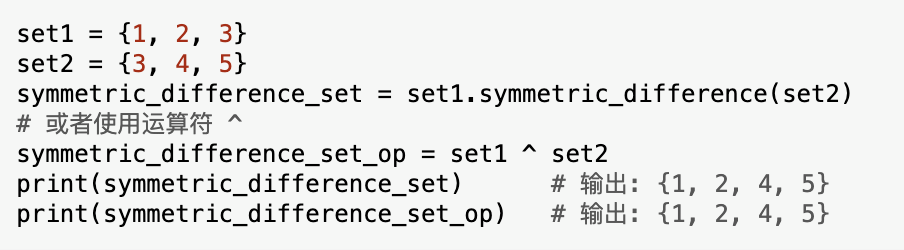 set1 = {1, 2, 3}
set2 = {3, 4, 5}
symmetric_difference_set = set1.symmetric_difference(set2)
# 或者使用运算符 ^
symmetric_difference_set_op = set1 ^ set2
print(symmetric_difference_set)      # 输出: {1, 2, 4, 5}
print(symmetric_difference_set_op)   # 输出: {1, 2, 4, 5}